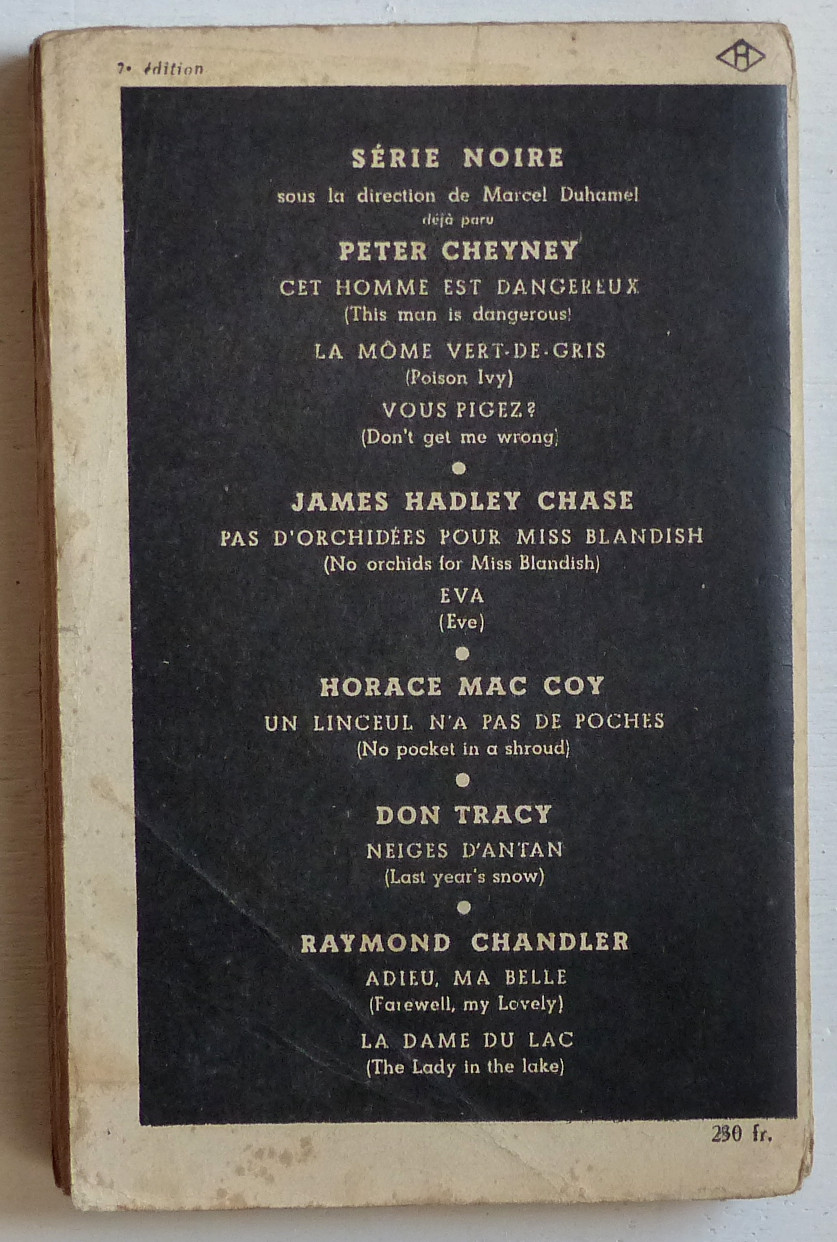 édition
H
SÉRIE NOIRE
sous la direction de Marcel Duhamel
déjà paru
PETER CHEYNEY
CET HOMME EST DANGEREUX
(This man is dangerous)
LA MÔME VERT-DE-GRIS
(Poison Ivy)
VOUS PIGEZ?
(Don't get me wrong)
JAMES HADLEY CHASE
PAS D'ORCHIDÉES POUR MISS BLANDISH
(No orchids for Miss Blandish)
EVA
(Eve)
HORACE MAC COY
UN LINCEUL N'A PAS DE POCHES
(No pocket in a shroud)
DON TRACY
NEIGES D'ANTAN
(Last year's snow)
RAYMOND CHANDLER
ADIEU, MA BELLE
(Farewell, my Lovely)
LA DAME DU LAC
(The Lady in the lake)
fr.